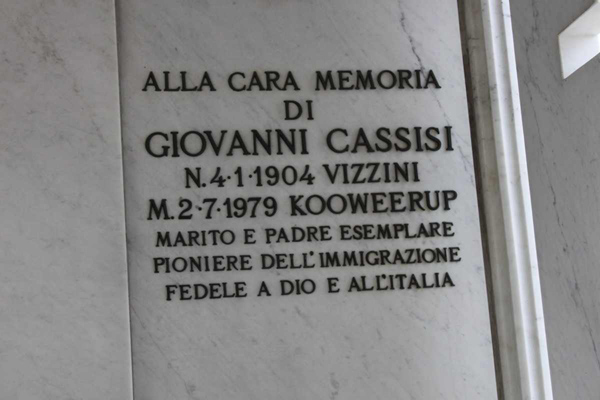 ALLA CARA MEMORIA
DI
GIOVANNI CASSISI
N.4·1·1904 VIZZINI
M.2·7·1979 KOOWEERUP
MARITO E PADRE ESEMPLARE
PIONIERE DELL'IMMIGRAZIONE
FEDELE A DIO E ALL'ITALIA